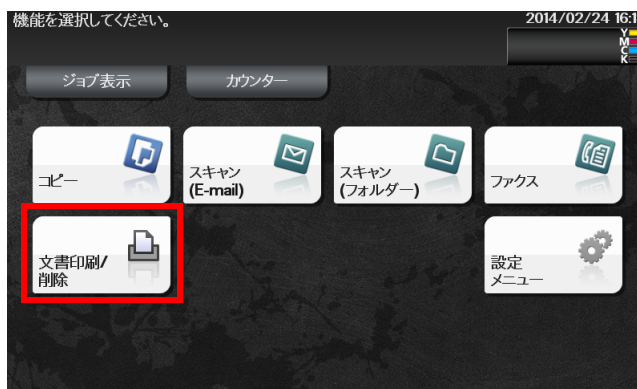 機能を選択してください。
2014/02/24 16:1
Y
M
C
K
ジョブ表示
カウンター
コピー
スキャン
(E-mail)
スキャン
(フォルダー)
ファクス
文書印刷/
削除
設定
メニュー